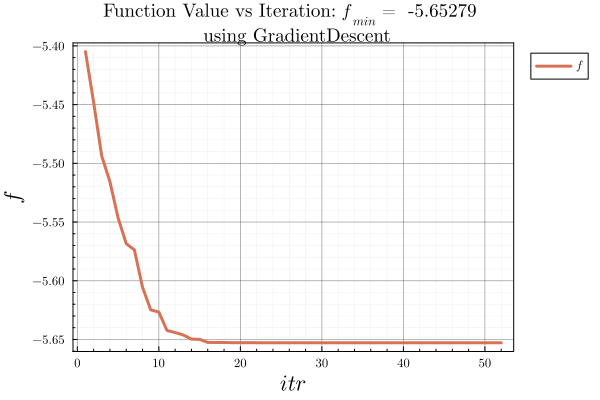 Function Value vs Iteration: f_min = -5.65279
using GradientDescent
f
−5.40
−5.45
−5.50
−5.55
−5.60
−5.65
f
0
10
20
30
40
50
itr